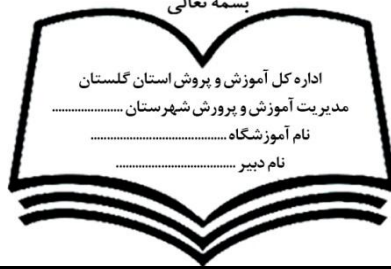 بسمه تعالی
اداره کل آموزش و پروش استان گلستان
مدیریت آموزش و پرورش شهرستان .....................
نام آموزشگاه .........................................
نام دبیر ....................................